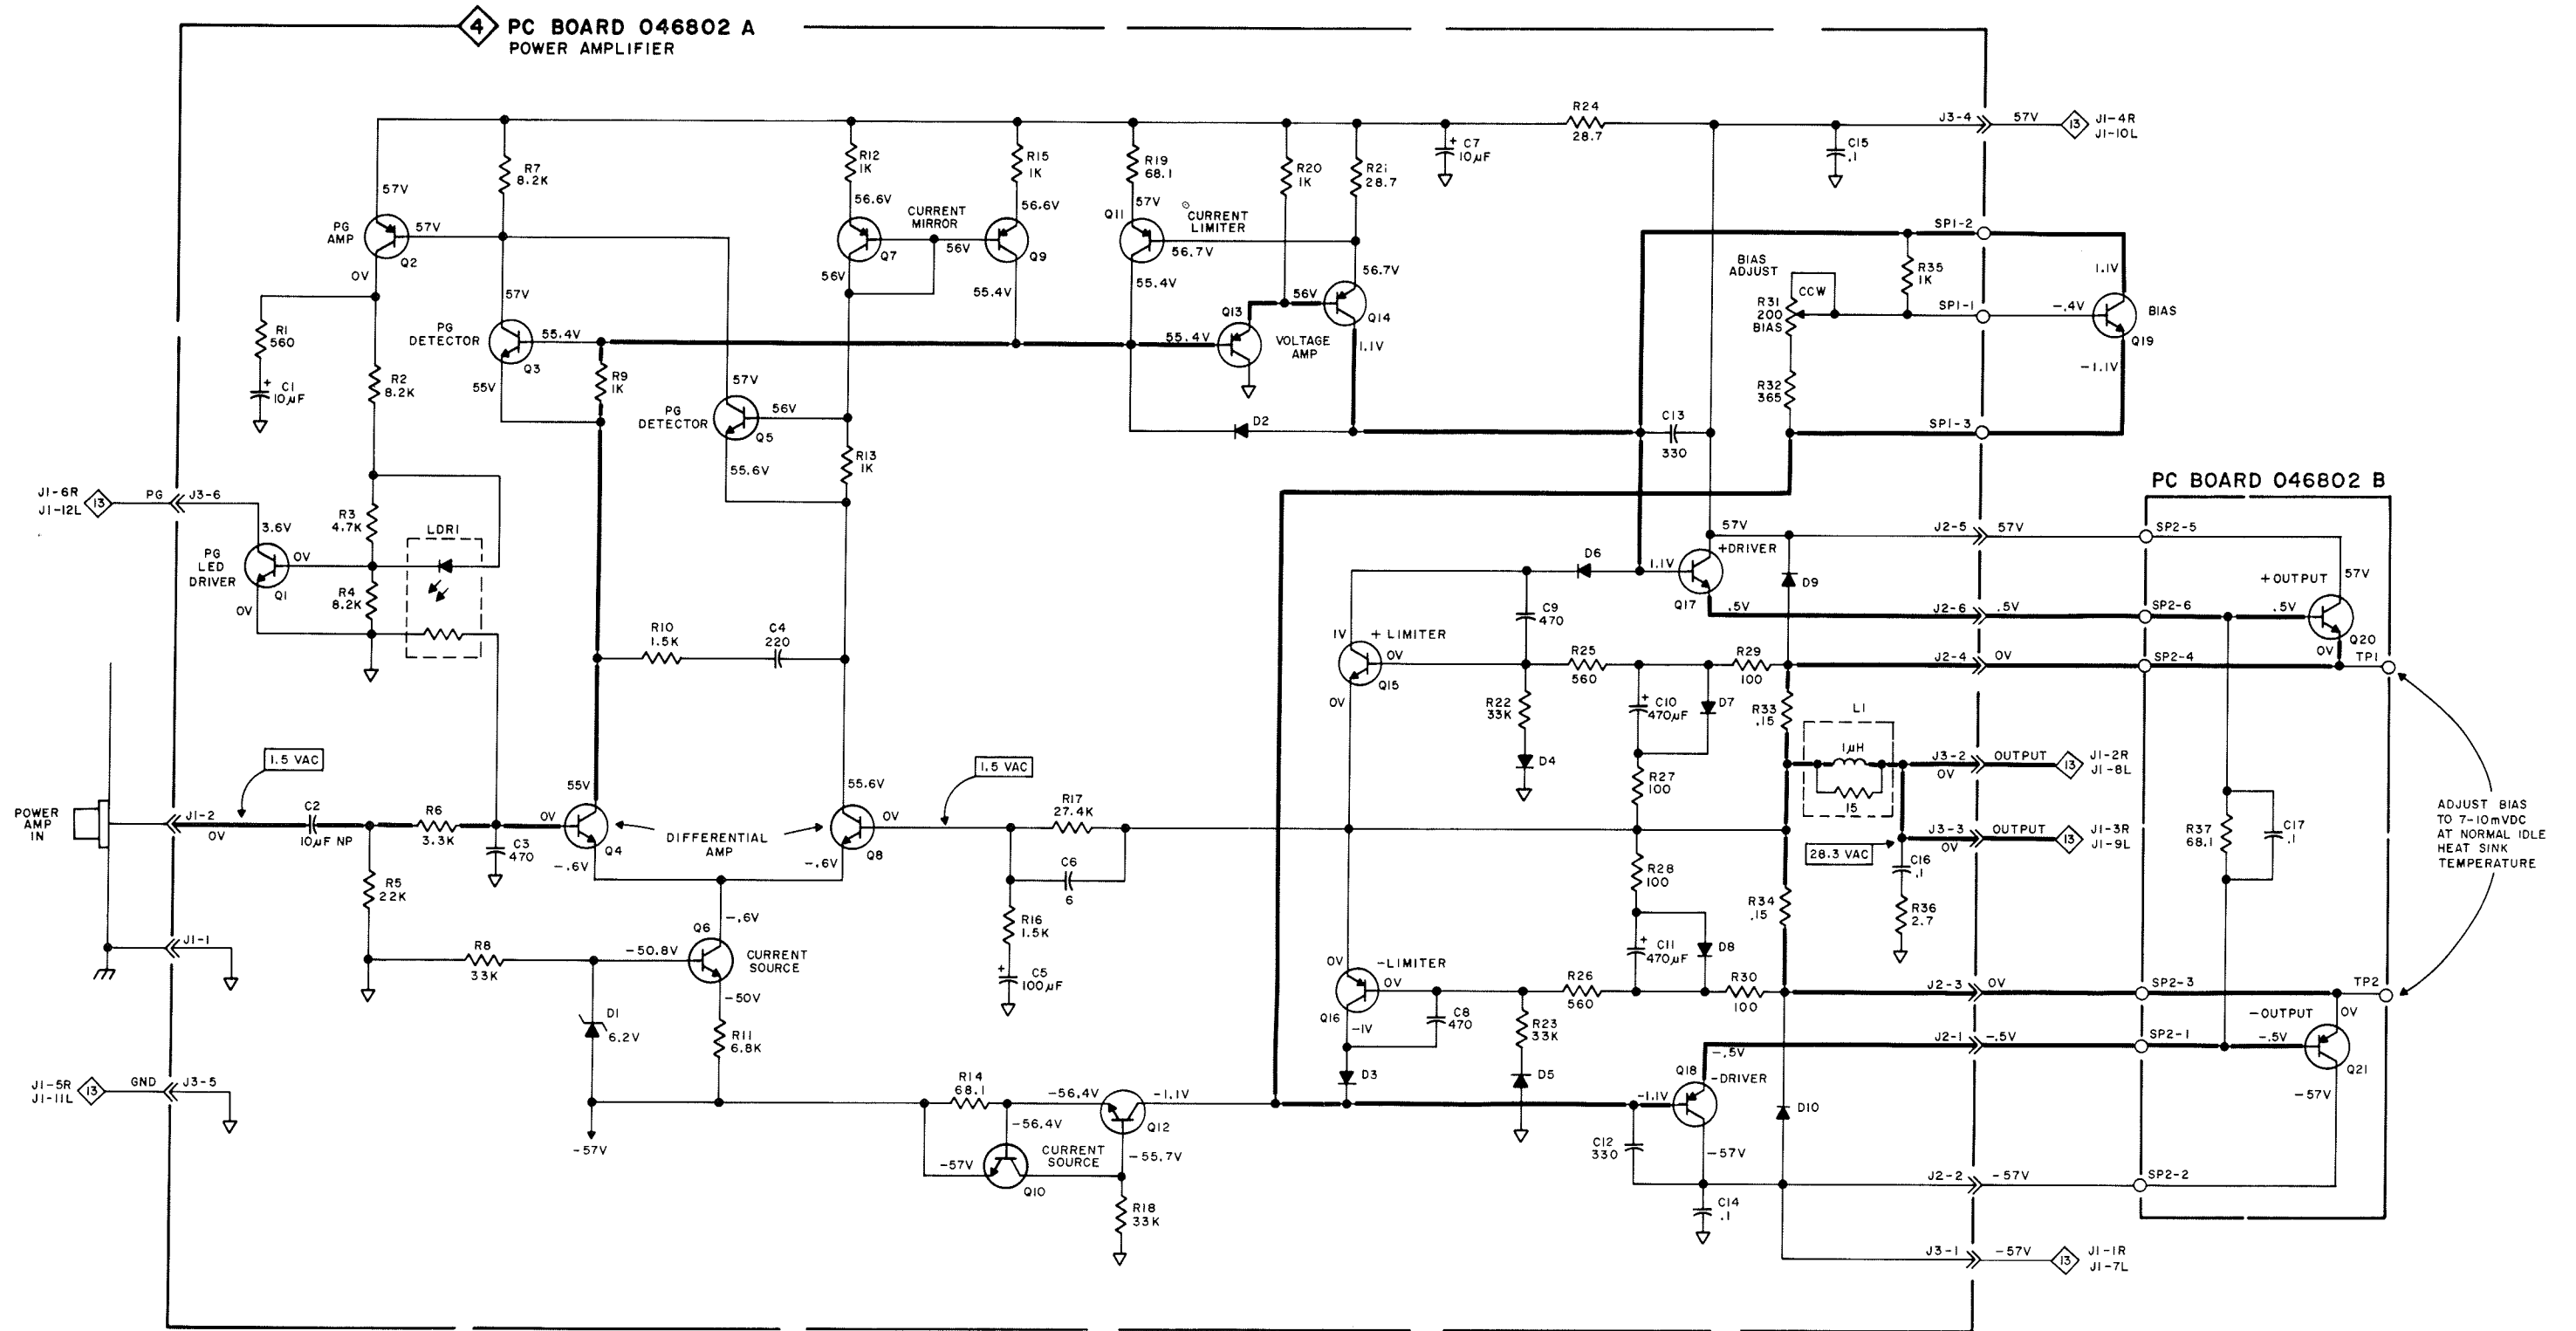 4 PC BOARD 046802 A
POWER AMPLIFIER
R24
28.7
J3-4
57V
13
J1-4R
J1-10L
C7
+
10µF
C15
.1
R7
8.2K
R12
1K
R15
1K
R19
68.1
R20
1K
R21
28.7
57V
56.6V
56.6V
57V
PG
AMP
57V
Q2
0V
CURRENT
MIRROR
56V
Q7
Q9
56V
55.4V
Q11
CURRENT
LIMITER
56.7V
55.4V
56.7V
SP1-2
R35
1K
BIAS
ADJUST
CCW
R31
200
BIAS
SP1-1
1.1V
-.4V
BIAS
Q19
-1.1V
R32
365
SP1-3
57V
PG
DETECTOR
55.4V
Q3
55V
R9
1K
Q13
56V
55.4V
VOLTAGE
AMP
Q14
1.1V
R1
560
+
C1
10µF
R2
8.2K
57V
PG
DETECTOR
56V
Q5
55.6V
R13
1K
D2
C13
330
PC BOARD 046802 B
J1-6R
J1-12L
13
PG
J3-6
3.6V
R3
4.7K
LDR1
PG
LED
DRIVER
0V
Q1
0V
R4
8.2K
R10
1.5K
C4
220
57V
+DRIVER
D6
1.1V
Q17
.5V
D9
J2-5
57V
SP2-5
57V
+OUTPUT
J2-6
.5V
SP2-6
.5V
Q20
0V
C9
470
1V
+ LIMITER
0V
Q15
0V
R25
560
R29
100
J2-4
0V
SP2-4
TP1
R22
33K
D4
+
C10
470µF
D7
R33
.15
L1
1µH
15
R27
100
J3-2
0V
OUTPUT
13
J1-2R
J1-8L
J3-3
0V
OUTPUT
13
J1-3R
J1-9L
28.3 VAC
C16
.1
R36
2.7
R37
68.1
C17
.1
ADJUST BIAS
TO 7-10mVDC
AT NORMAL IDLE
HEAT SINK
TEMPERATURE
POWER
AMP
IN
J1-2
0V
1.5 VAC
C2
10µF NP
R6
3.3K
C3
470
55V
0V
Q4
-.6V
DIFFERENTIAL
AMP
55.6V
0V
Q8
-.6V
1.5 VAC
R17
27.4K
C6
6
R16
1.5K
+
C5
100µF
R5
22K
R28
100
R34
.15
J1-1
R8
33K
-50.8V
Q6
-.6V
CURRENT
SOURCE
-50V
D1
6.2V
R11
6.8K
-57V
+
C11
470µF
D8
0V
-LIMITER
0V
Q16
-1V
C8
470
R26
560
R30
100
R23
33K
D5
D3
J2-3
0V
SP2-3
TP2
-OUTPUT
0V
J2-1
-.5V
SP2-1
-.5V
Q21
-57V
J1-5R
J1-11L
13
GND
J3-5
R14
68.1
-56.4V
-1.1V
Q12
-56.4V
-57V
CURRENT
SOURCE
Q10
-55.7V
R18
33K
-.5V
Q18
-DRIVER
-1.1V
D10
C12
330
-57V
C14
.1
J2-2
-57V
SP2-2
J3-1
-57V
13
J1-1R
J1-7L